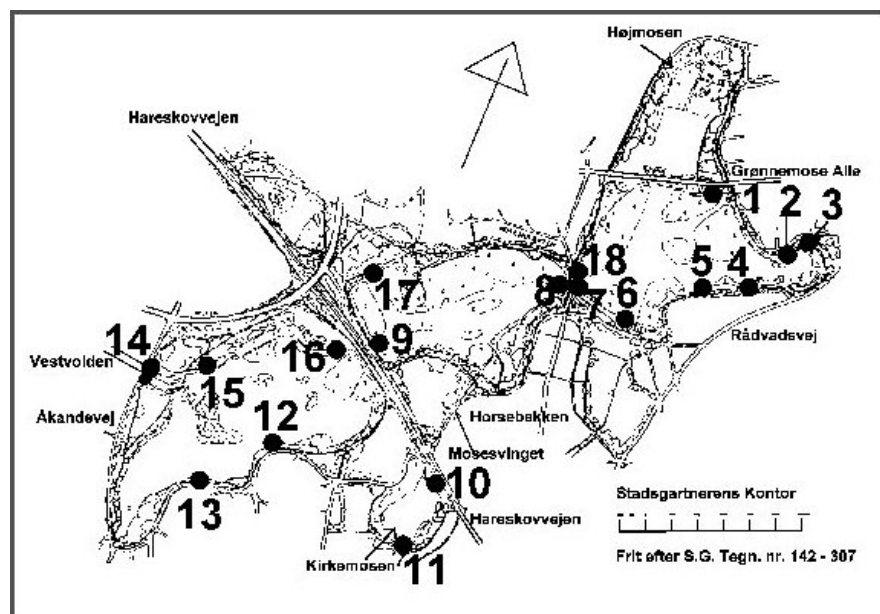 Højmosen
Hareskovvejen
Grønnemose Alle
1
2
3
18
17
8
7
6
5
4
14
Vestvolden
15
16
9
Rådvadsvej
Åkandevej
12
Horsebakken
Mosesvinget
13
10
Hareskovvejen
Stadsgartnerens Kontor
Kirkemosen
11
Frit efter S.G. Tegn. nr. 142 - 307